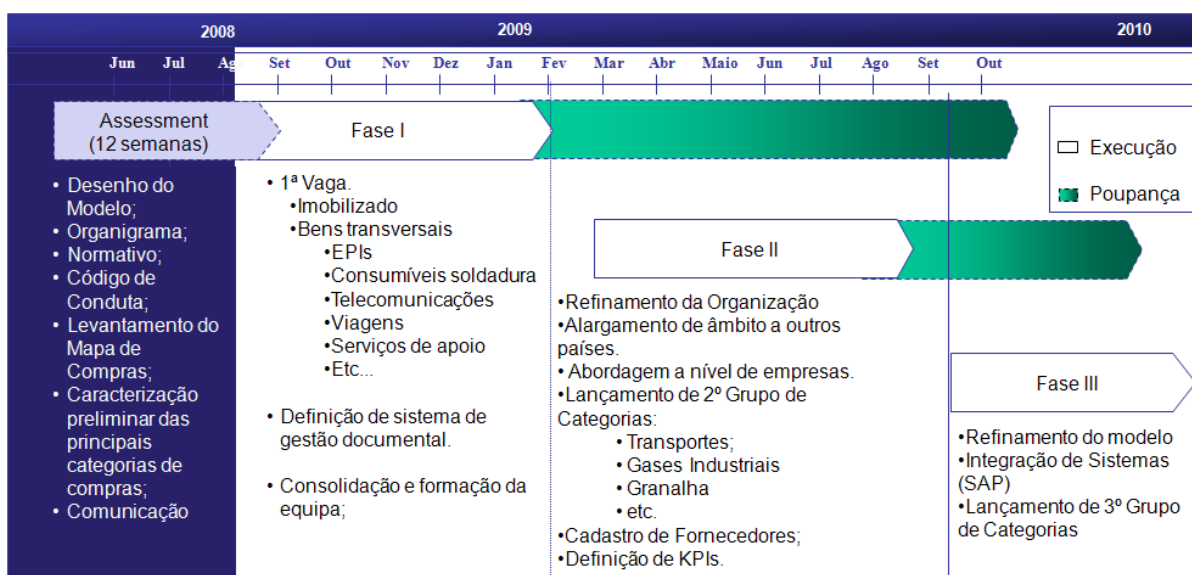 2008
2009
2010
Jun
Jul
Ag
Set
Out
Nov
Dez
Jan
Fev
Mar
Abr
Maio
Jun
Jul
Ago
Set
Out
Assessment
(12 semanas)
Fase I
Execução
Poupança
• Desenho do
Modelo;
• Organigrama;
• Normativo;
• Código de
Conduta;
• Levantamento do
Mapa de
Compras;
• Caracterização
preliminar das
principais
categorias de
compras;
• Comunicação
• 1ª Vaga.
•Imobilizado
•Bens transversais
•EPIs
•Consumíveis soldadura
•Telecomunicações
•Viagens
•Serviços de apoio
•Etc...
• Definição de sistema de
gestão documental.
• Consolidação e formação da
equipa;
Fase II
•Refinamento da Organização
•Alargamento de âmbito a outros
países.
•Abordagem a nível de empresas.
•Lançamento de 2º Grupo de
Categorias:
• Transportes;
• Gases Industriais
• Granalha
• etc.
•Cadastro de Fornecedores;
•Definição de KPIs.
Fase III
•Refinamento do modelo
•Integração de Sistemas
(SAP)
•Lançamento de 3º Grupo
de Categorias